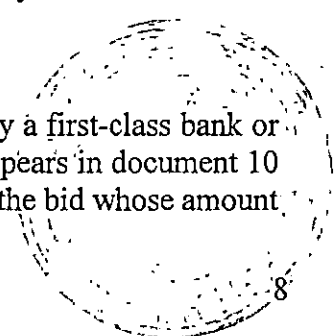 y a first-class bank or
pears in document 10
the bid whose amount
8